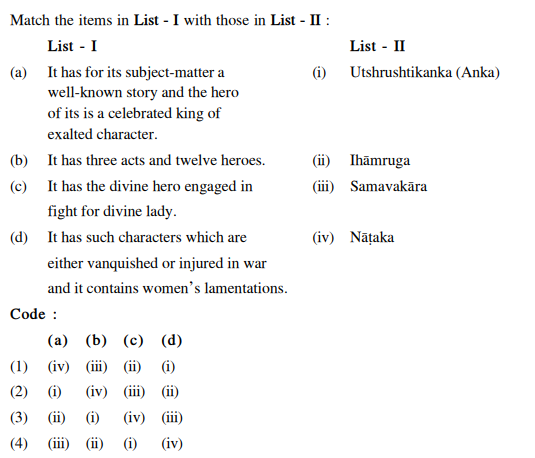 Match the items in List - I with those in List - II :
List - I List - II
(a) It has for its subject-matter a (i) Utshrushtikanka (Anka)
well-known story and the hero
of its is a celebrated king of
exalted character.
(b) It has three acts and twelve heroes. (ii) Ihāmruga
(c) It has the divine hero engaged in (iii) Samavakāra
fight for divine lady.
(d) It has such characters which are (iv) Nāṭaka
either vanquished or injured in war
and it contains women's lamentations.
Code :
(a) (b) (c) (d)
(1) (iv) (iii) (ii) (i)
(2) (i) (iv) (iii) (ii)
(3) (ii) (i) (iv) (iii)
(4) (iii) (ii) (i) (iv)